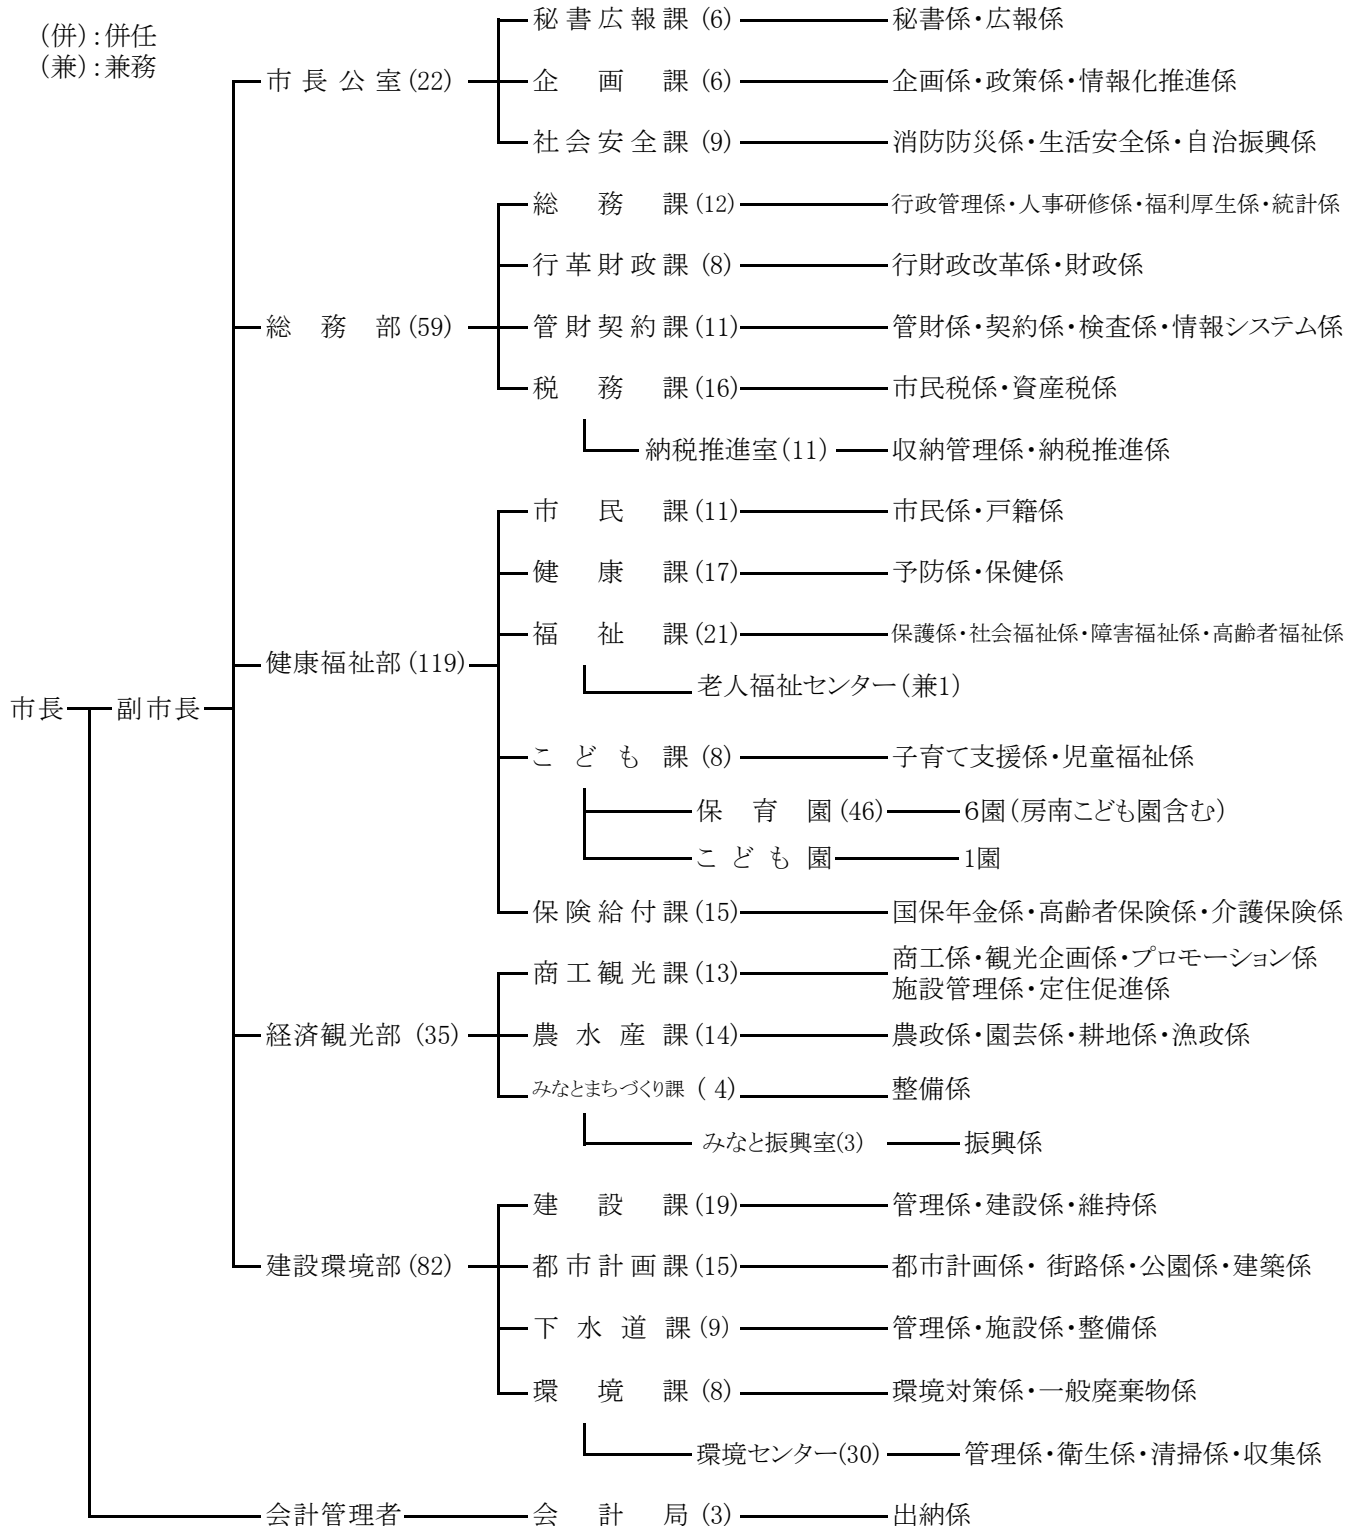 (併):併任
(兼):兼務
秘書広報課(6) 秘書係・広報係
市長公室(22) 企画課(6) 企画係・政策係・情報化推進係
社会安全課(9) 消防防災係・生活安全係・自治振興係
総務課(12) 行政管理係・人事研修係・福利厚生係・統計係
行革財政課(8) 行財政改革係・財政係
総務部(59) 管財契約課(11) 管財係・契約係・検査係・情報システム係
税務課(16) 市民税係・資産税係
納税推進室(11) 収納管理係・納税推進係
市民課(11) 市民係・戸籍係
健康課(17) 予防係・保健係
福祉課(21) 保護係・社会福祉係・障害福祉係・高齢者福祉係
健康福祉部(119)
老人福祉センター(兼1)
市長 副市長
こども課(8) 子育て支援係・児童福祉係
保育園(46) 6園(房南こども園含む)
こども園 1園
保険給付課(15) 国保年金係・高齢者保険係・介護保険係
商工観光課(13) 商工係・観光企画係・プロモーション係
施設管理係・定住促進係
経済観光部(35) 農水産課(14) 農政係・園芸係・耕地係・漁政係
みなとまちづくり課(4) 整備係
みなと振興室(3) 振興係
建設課(19) 管理係・建設係・維持係
建設環境部(82) 都市計画課(15) 都市計画係・街路係・公園係・建築係
下水道課(9) 管理係・施設係・整備係
環境課(8) 環境対策係・一般廃棄物係
環境センター(30) 管理係・衛生係・清掃係・収集係
会計管理者 会計局(3) 出納係